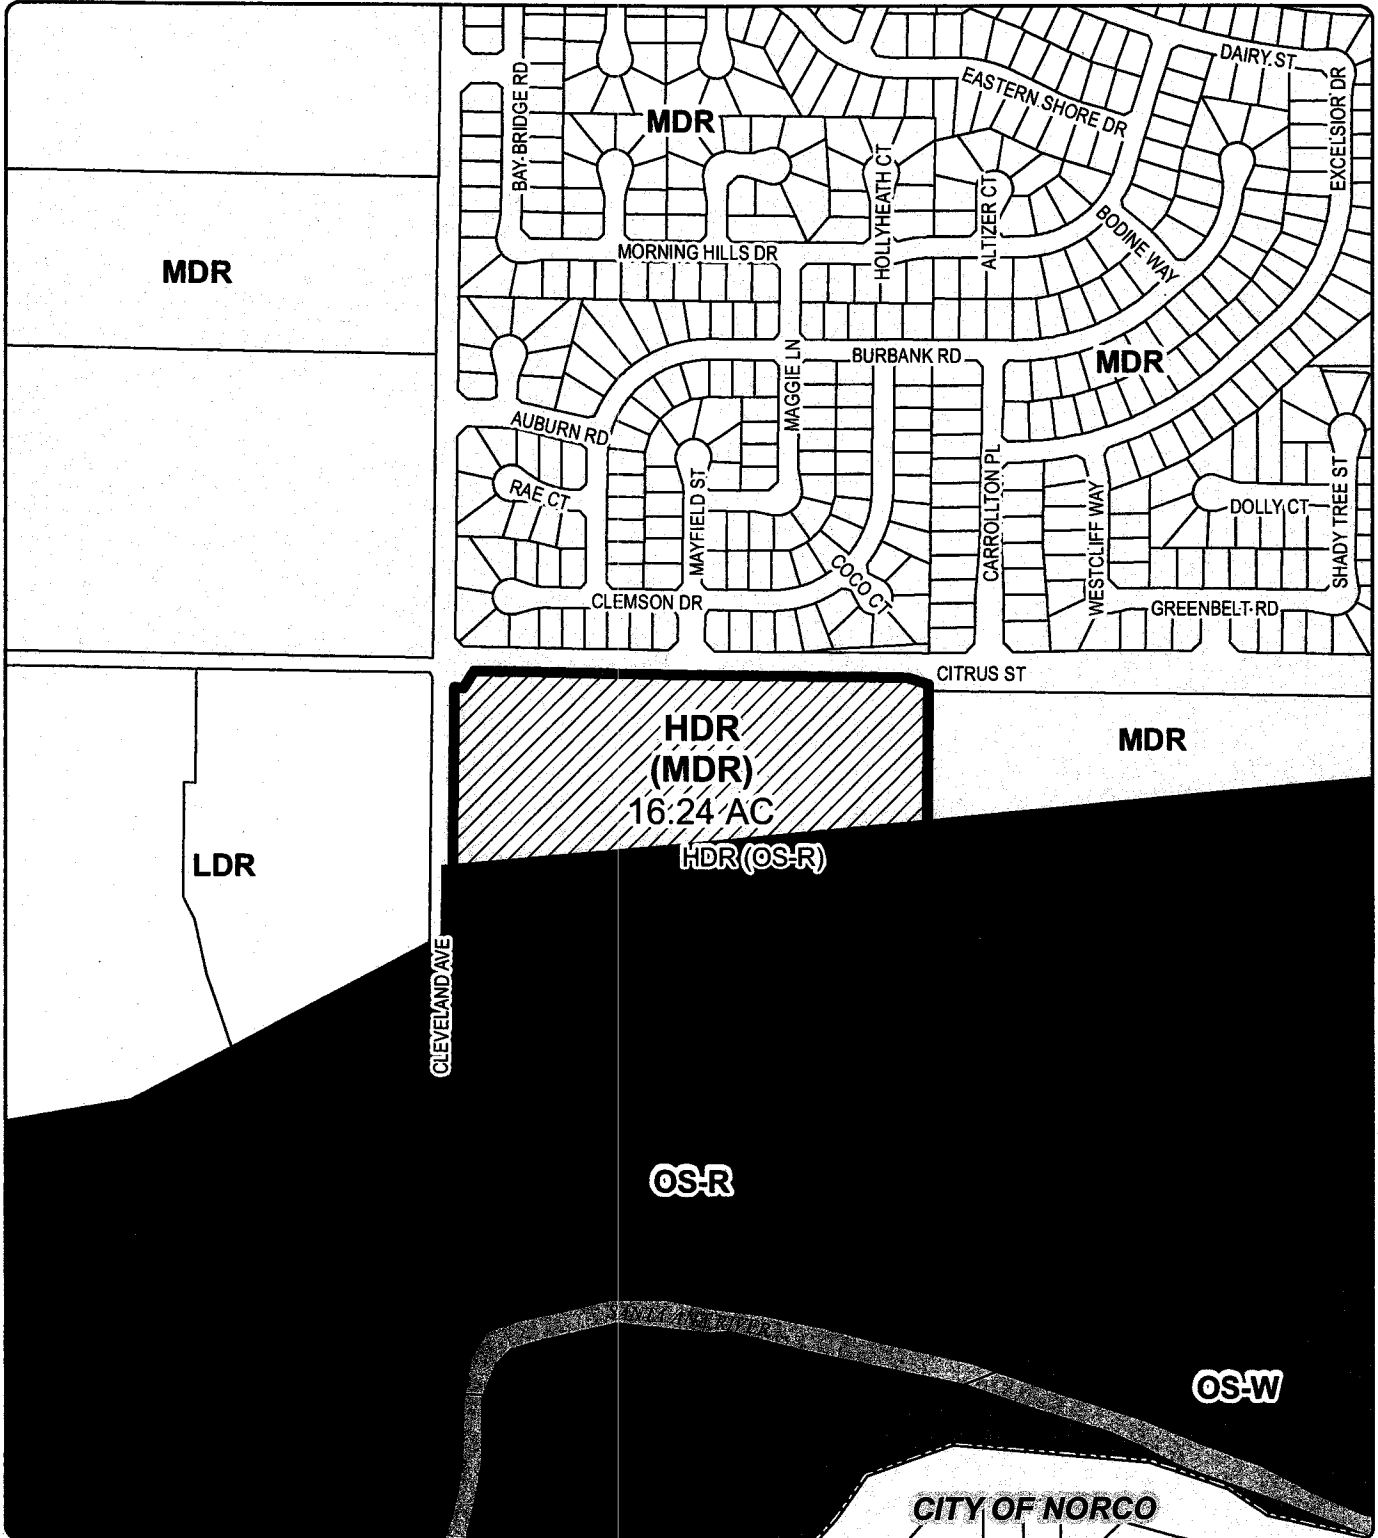 DAIRY ST
EASTERN SHORE DR
EXCELSIOR DR
BAY BRIDGE RD
MDR
HOLLYHEATH CT
ALTIZER CT
BODINE WAY
MORNING HILLS DR
MDR
MAGGIE LN
BURBANK RD
MDR
AUBURN RD
CARROLLTON PL
RAE CT
MAYFIELD ST
WESTCLIFF WAY
DOLLY CT
SHADY TREE ST
COCO CT
CLEMSON DR
GREENBELT RD
CITRUS ST
HDR
(MDR)
16.24 AC
MDR
HDR (OS-R)
LDR
CLEVELAND AVE
OS-R
SANTA ANA RIVER
OS-W
CITY OF NORCO